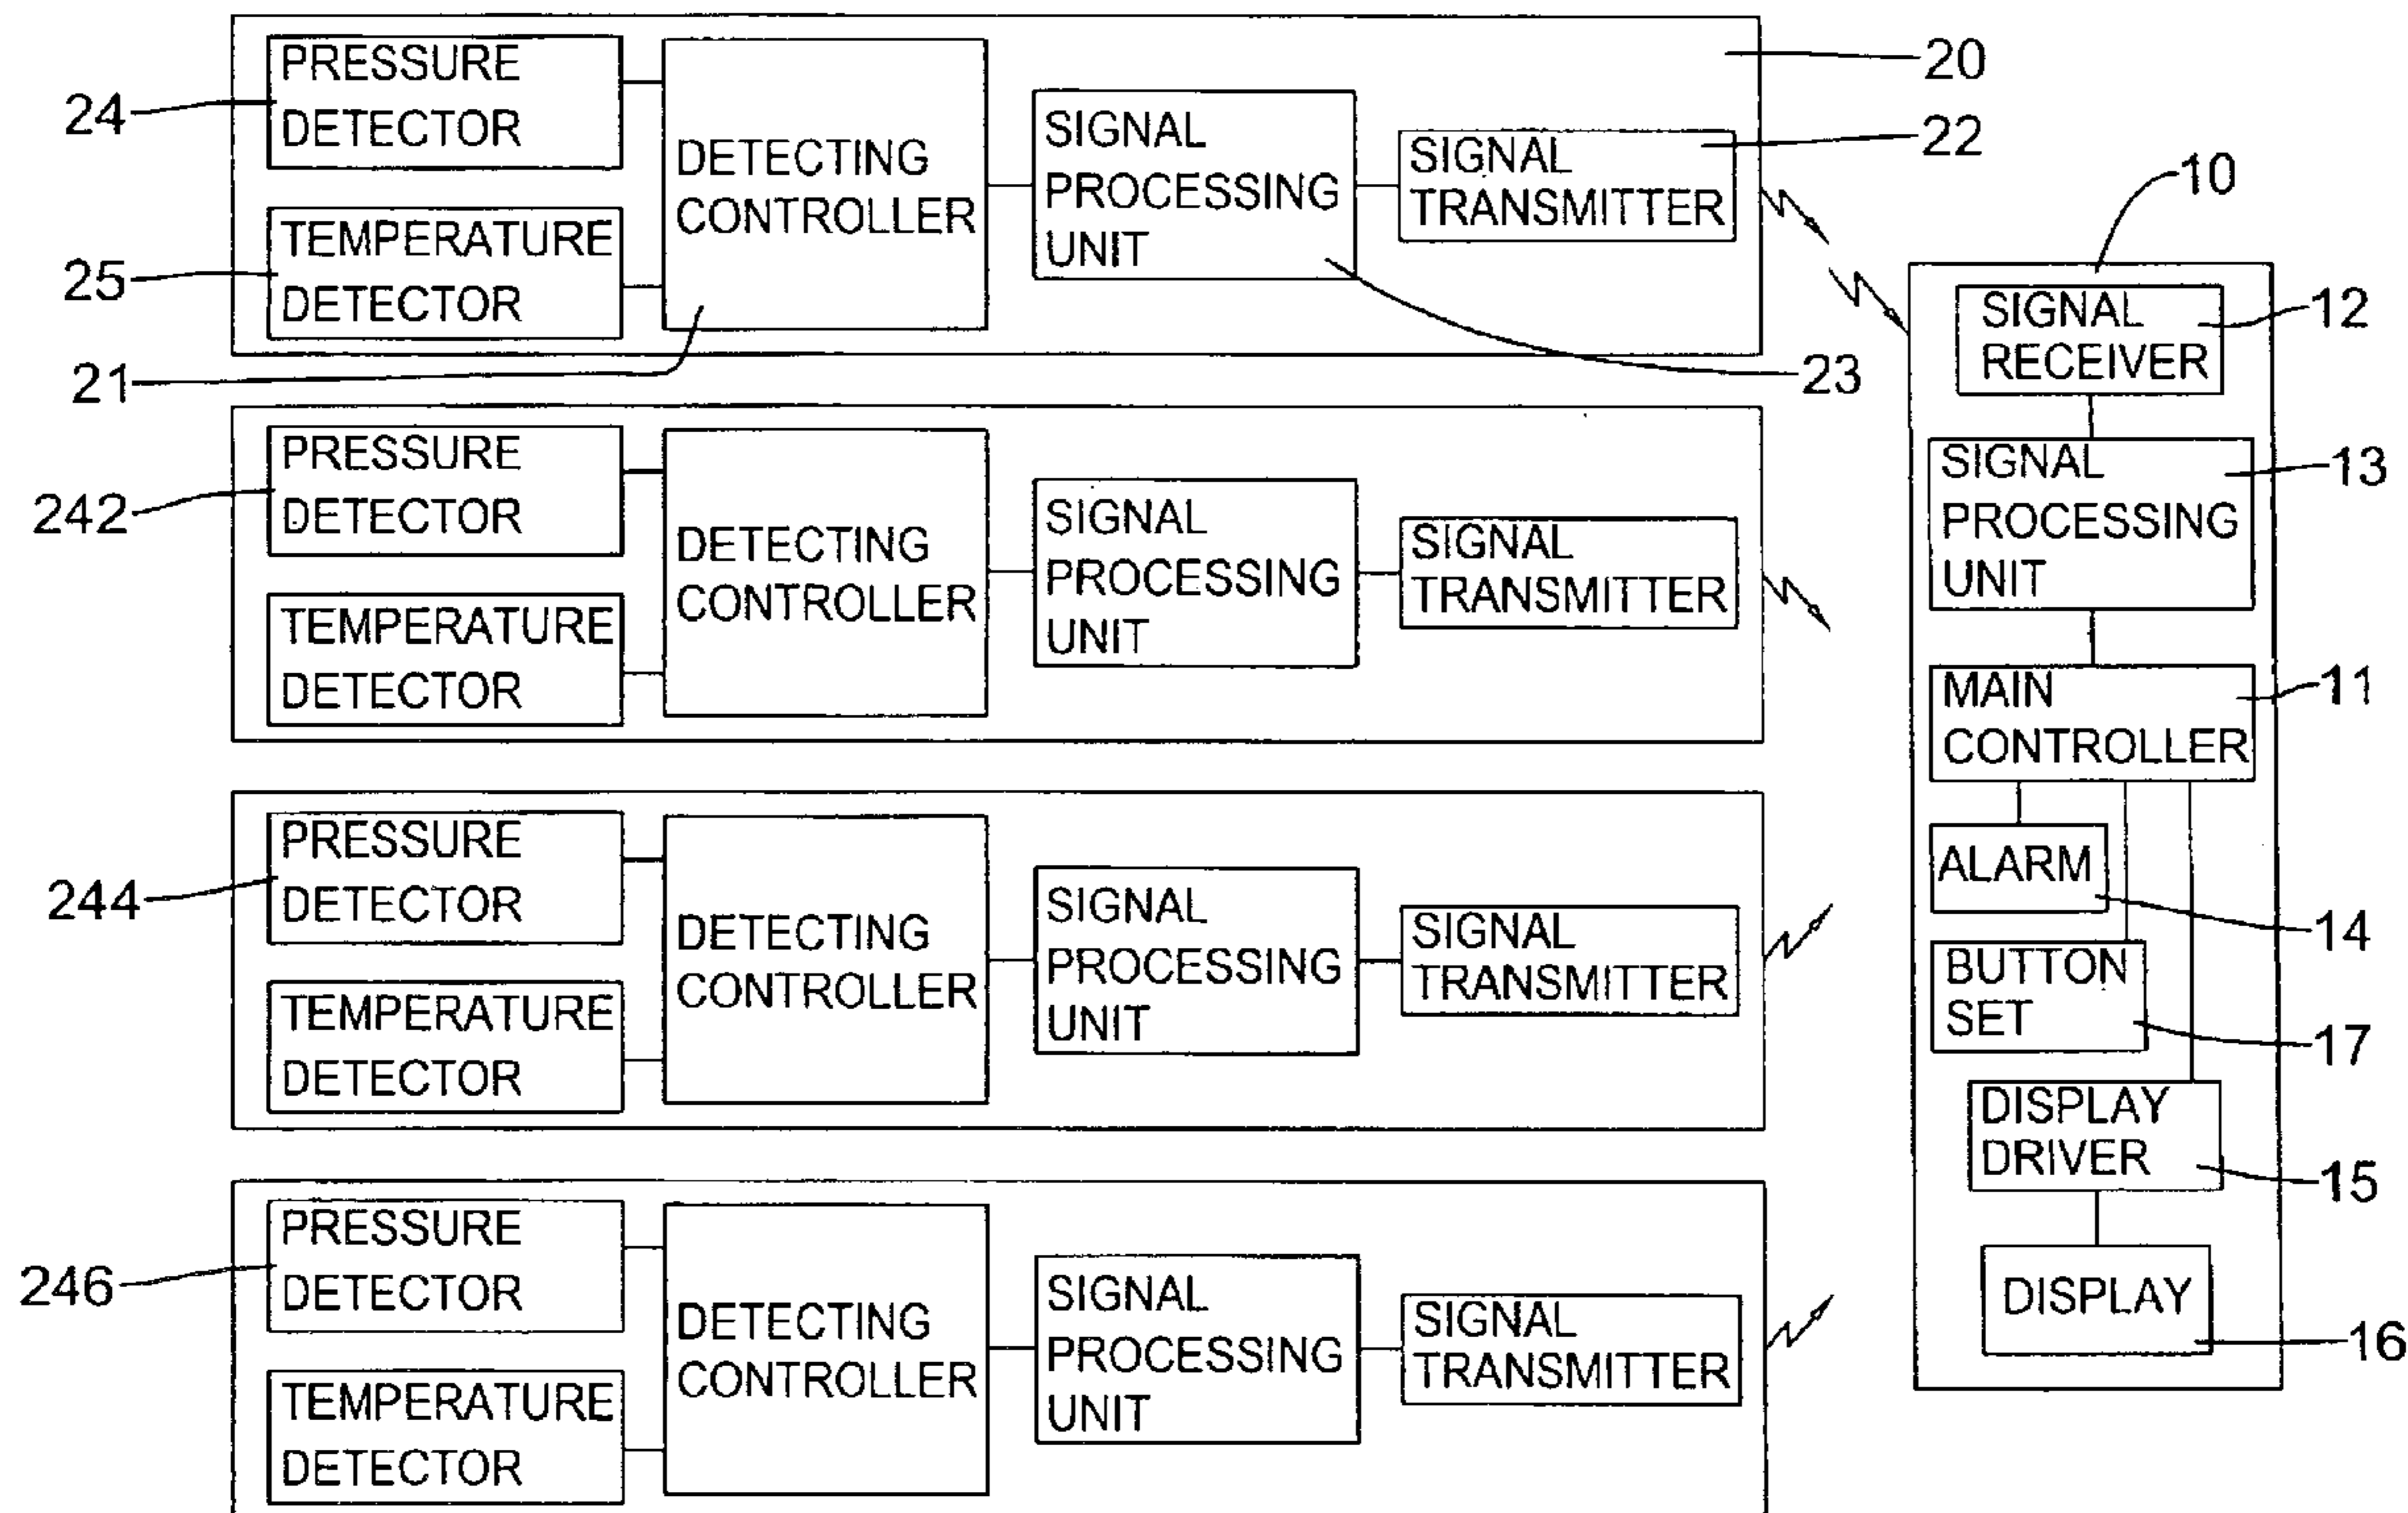 PRESSURE
DETECTOR
24
TEMPERATURE
DETECTOR
25
DETECTING
CONTROLLER
21
SIGNAL
PROCESSING
UNIT
23
SIGNAL
TRANSMITTER
22
20
PRESSURE
DETECTOR
242
TEMPERATURE
DETECTOR
DETECTING
CONTROLLER
SIGNAL
PROCESSING
UNIT
SIGNAL
TRANSMITTER
PRESSURE
DETECTOR
244
TEMPERATURE
DETECTOR
DETECTING
CONTROLLER
SIGNAL
PROCESSING
UNIT
SIGNAL
TRANSMITTER
PRESSURE
DETECTOR
246
TEMPERATURE
DETECTOR
DETECTING
CONTROLLER
SIGNAL
PROCESSING
UNIT
SIGNAL
TRANSMITTER
10
SIGNAL
RECEIVER
12
SIGNAL
PROCESSING
UNIT
13
MAIN
CONTROLLER
11
ALARM
14
BUTTON
SET
17
DISPLAY
DRIVER
15
DISPLAY
16